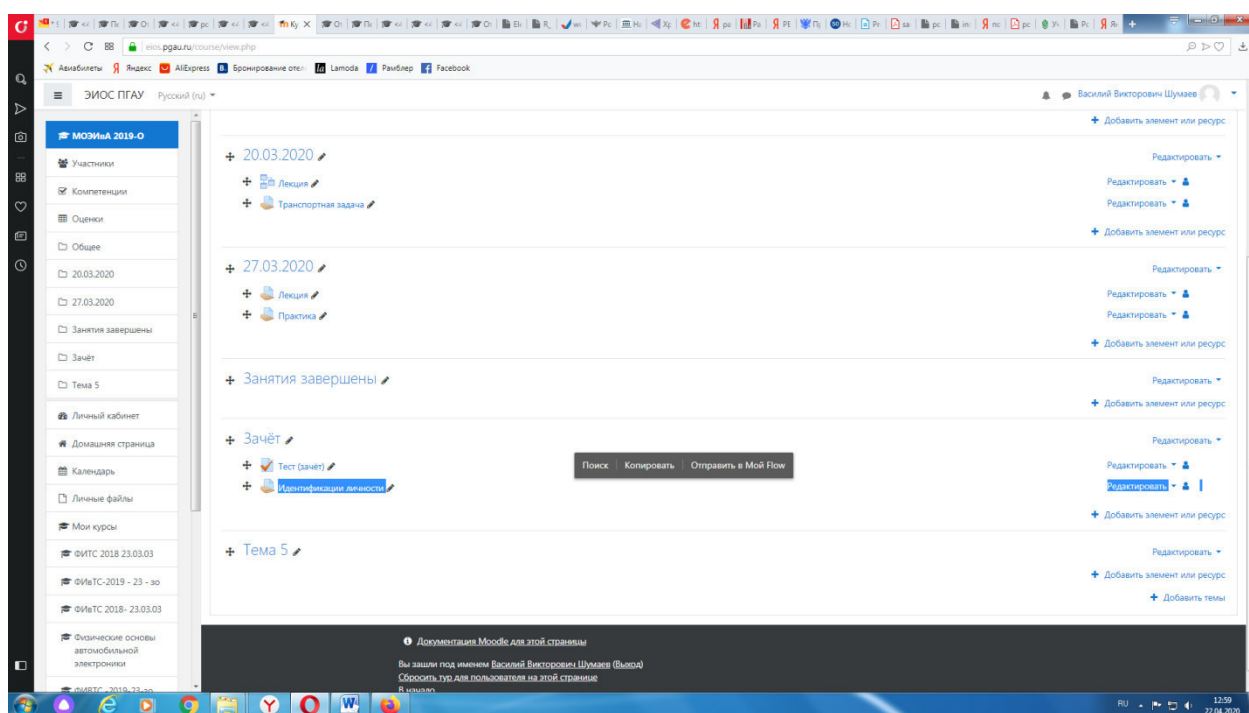 eios.pgau.ru/course/view.php
Авиабилеты Яндекс AliExpress Бронирование отел Lamoda Рамблер Facebook
ЭИОС ПГАУ Русский (ru)
Василий Викторович Шумаев
МОЭИвА 2019-О
Участники
Компетенции
Оценки
Общее
20.03.2020
27.03.2020
Занятия завершены
Зачёт
Тема 5
Личный кабинет
Домашняя страница
Календарь
Личные файлы
Мои курсы
ФИТС 2018 23.03.03
ФИвТС-2019 - 23 - зо
ФИвТС 2018- 23.03.03
Физические основы
автомобильной
электроники
Добавить элемент или ресурс
20.03.2020 Редактировать
Лекция Редактировать
Транспортная задача Редактировать
Добавить элемент или ресурс
27.03.2020 Редактировать
Лекция Редактировать
Практика Редактировать
Добавить элемент или ресурс
Занятия завершены Редактировать
Добавить элемент или ресурс
Зачёт Редактировать
Поиск Копировать Отправить в Мой Flow
Тест (зачёт) Редактировать
Идентификации личности Редактировать
Добавить элемент или ресурс
Тема 5 Редактировать
Добавить элемент или ресурс
Добавить темы
Документация Moodle для этой страницы
Вы зашли под именем Василий Викторович Шумаев (Выход)
Сбросить тур для пользователя на этой странице
В начало
RU 12:59
22.04.2020